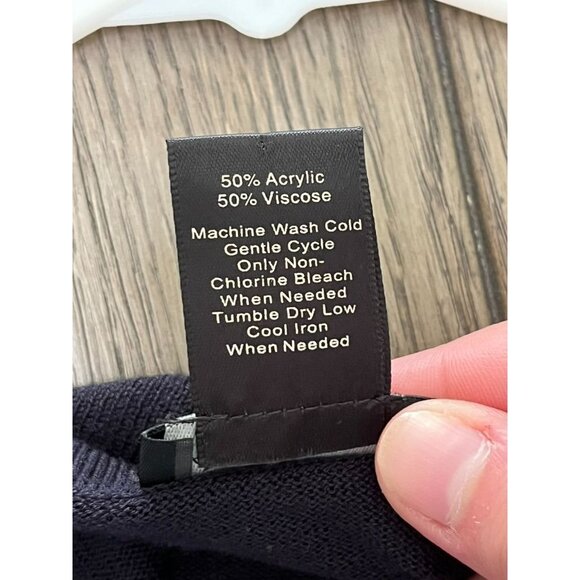 50% Acrylic
50% Viscose
Machine Wash Cold
Gentle Cycle
Only Non-
Chlorine Bleach
When Needed
Tumble Dry Low
Cool Iron
When Needed